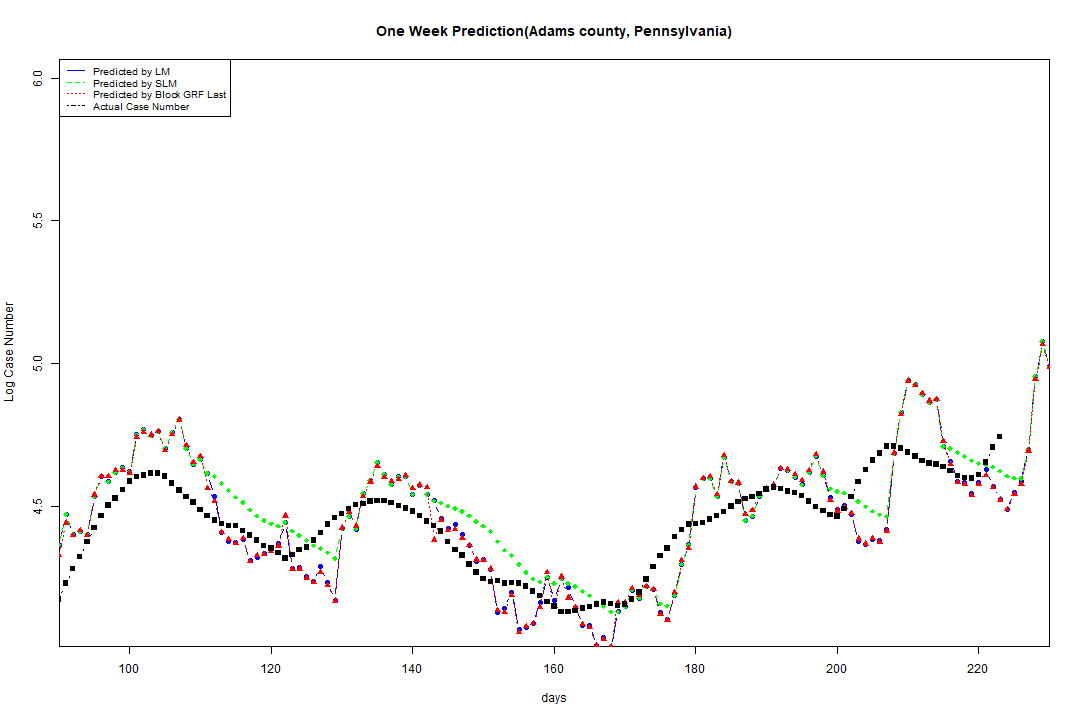 One Week Prediction(Adams county, Pennsylvania)
Predicted by LM
Predicted by SLM
Predicted by Block GRF Last
Actual Case Number
6.0
5.5
5.0
4.5
Log Case Number
100 120 140 160 180 200 220
days